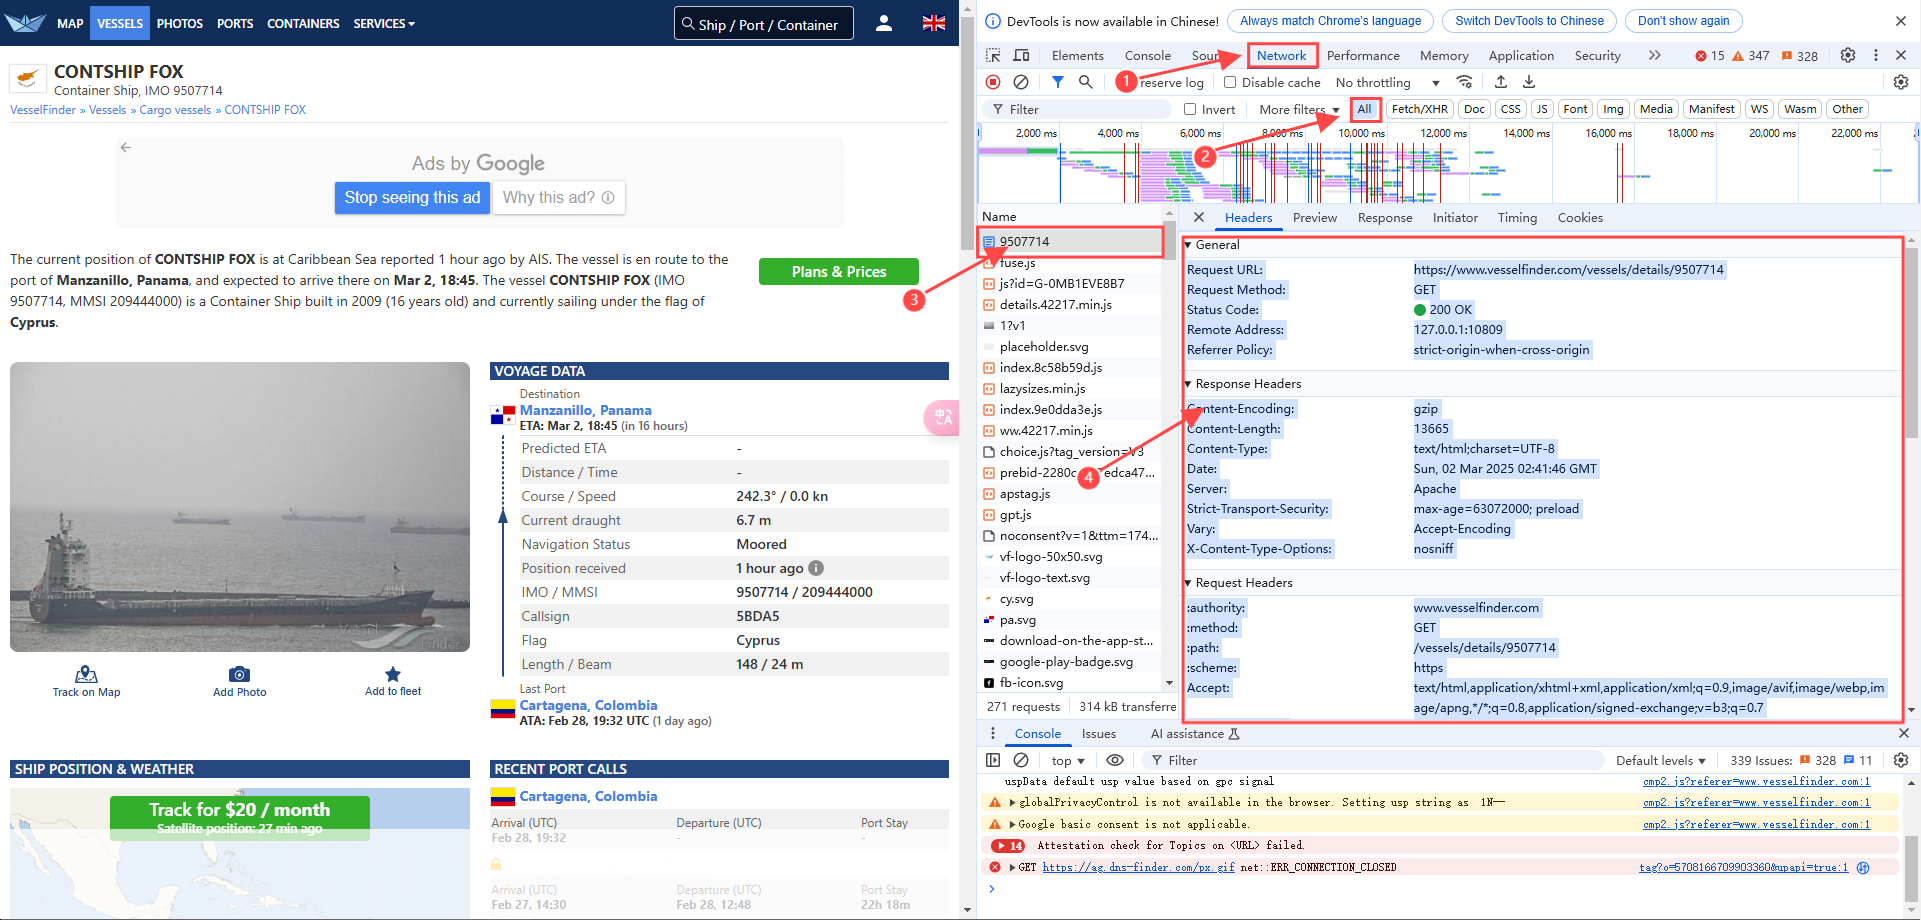 MAP VESSELS PHOTOS PORTS CONTAINERS SERVICES
Ship / Port / Container
CONTSHIP FOX
Container Ship, IMO 9507714
VesselFinder » Vessels » Cargo vessels » CONTSHIP FOX
Ads by Google
Stop seeing this ad Why this ad?
The current position of CONTSHIP FOX is at Caribbean Sea reported 1 hour ago by AIS. The vessel is en route to the
port of Manzanillo, Panama, and expected to arrive there on Mar 2, 18:45. The vessel CONTSHIP FOX (IMO
9507714, MMSI 209444000) is a Container Ship built in 2009 (16 years old) and currently sailing under the flag of
Cyprus.
Plans & Prices
Vessel Finder
Track on Map Add Photo Add to fleet
VOYAGE DATA
Destination
Manzanillo, Panama
ETA: Mar 2, 18:45 (in 16 hours)
Predicted ETA -
Distance / Time -
Course / Speed 242.3° / 0.0 kn
Current draught 6.7 m
Navigation Status Moored
Position received 1 hour ago
IMO / MMSI 9507714 / 209444000
Callsign 5BDA5
Flag Cyprus
Length / Beam 148 / 24 m
Last Port
Cartagena, Colombia
ATA: Feb 28, 19:32 UTC (1 day ago)
SHIP POSITION & WEATHER
Track for $20 / month
Satellite position: 27 min ago
RECENT PORT CALLS
Cartagena, Colombia
Arrival (UTC) Departure (UTC) Port Stay
Feb 28, 19:32 - -
Arrival (UTC) Departure (UTC) Port Stay
Feb 27, 14:30 Feb 28, 12:48 22h 18m
中A
DevTools is now available in Chinese! Always match Chrome's language Switch DevTools to Chinese Don't show again
Elements Console Sour Network Performance Memory Application Security 15 347 328
1 reserve log Disable cache No throttling
Filter Invert More filters All Fetch/XHR Doc CSS JS Font Img Media Manifest WS Wasm Other
2,000 ms 4,000 ms 6,000 ms 8,000 ms 10,000 ms 12,000 ms 14,000 ms 16,000 ms 18,000 ms 20,000 ms 22,000 ms
2
Name
9507714
3
fuse.js
js?id=G-0MB1EVE8B7
details.42217.min.js
1?v1
placeholder.svg
index.8c58b59d.js
lazysizes.min.js
index.9e0dda3e.js
ww.42217.min.js
choice.js?tag_version=V3
prebid-2280c 7edca47...
apstag.js
gpt.js
noconsent?v=1&ttm=174...
vf-logo-50x50.svg
vf-logo-text.svg
cy.svg
pa.svg
download-on-the-app-st...
google-play-badge.svg
fb-icon.svg
271 requests 314 kB transferre
4
Headers Preview Response Initiator Timing Cookies
General
Request URL: https://www.vesselfinder.com/vessels/details/9507714
Request Method: GET
Status Code: 200 OK
Remote Address: 127.0.0.1:10809
Referrer Policy: strict-origin-when-cross-origin
Response Headers
Content-Encoding: gzip
Content-Length: 13665
Content-Type: text/html;charset=UTF-8
Date: Sun, 02 Mar 2025 02:41:46 GMT
Server: Apache
Strict-Transport-Security: max-age=63072000; preload
Vary: Accept-Encoding
X-Content-Type-Options: nosniff
Request Headers
:authority: www.vesselfinder.com
:method: GET
:path: /vessels/details/9507714
:scheme: https
Accept: text/html,application/xhtml+xml,application/xml;q=0.9,image/avif,image/webp,im
age/apng,*/*;q=0.8,application/signed-exchange;v=b3;q=0.7
Console Issues AI assistance
top Filter Default levels 339 Issues: 328 11
uspData default usp value based on gpc signal cmp2.js?referer=www.vesselfinder.com:1
globalPrivacyControl is not available in the browser. Setting usp string as 1N-- cmp2.js?referer=www.vesselfinder.com:1
Google basic consent is not applicable. cmp2.js?referer=www.vesselfinder.com:1
14 Attestation check for Topics on <URL> failed.
GET https://ag.dns-finder.com/px.gif net::ERR_CONNECTION_CLOSED tag?o=5708166709903360&upapi=true:1